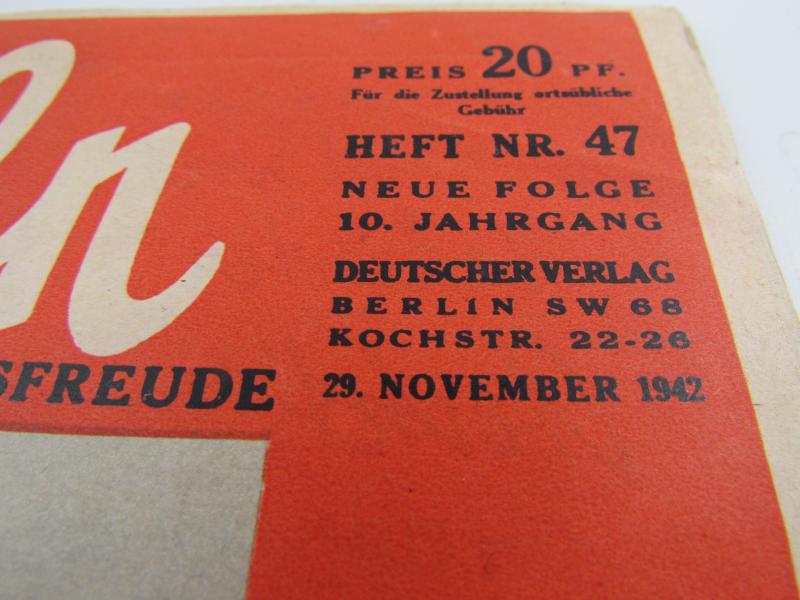 PREIS 20 PF.
Für die Zustellung ortsübliche
Gebühr
HEFT NR. 47
NEUE FOLGE
10. JAHRGANG
DEUTSCHER VERLAG
BERLIN SW 68
KOCHSTR. 22-26
29. NOVEMBER 1942
ln
SFREUDE